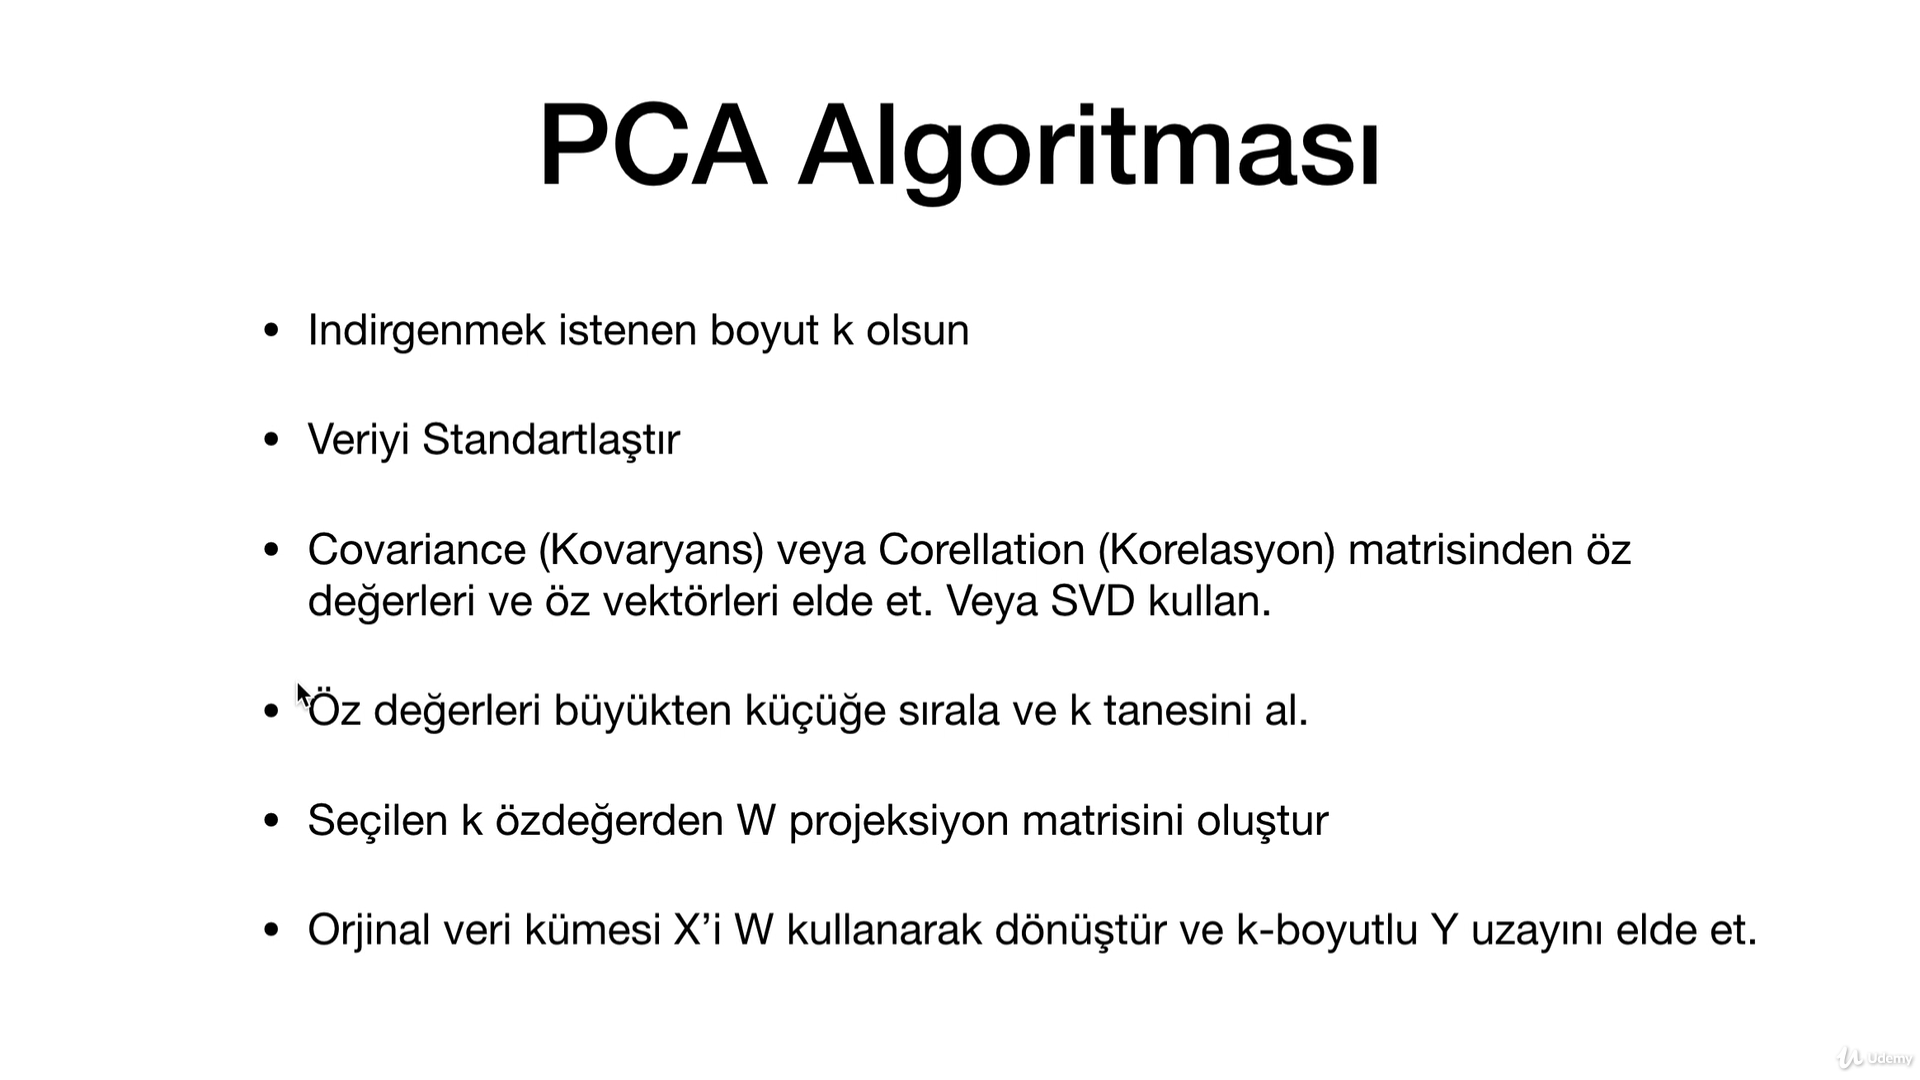 PCA Algoritması
• Indirgenmek istenen boyut k olsun
• Veriyi Standartlaştır
• Covariance (Kovaryans) veya Corellation (Korelasyon) matrisinden öz
değerleri ve öz vektörleri elde et. Veya SVD kullan.
• Öz değerleri büyükten küçüğe sırala ve k tanesini al.
• Seçilen k özdeğerden W projeksiyon matrisini oluştur
• Orjinal veri kümesi X’i W kullanarak dönüştür ve k-boyutlu Y uzayını elde et.
Udemy